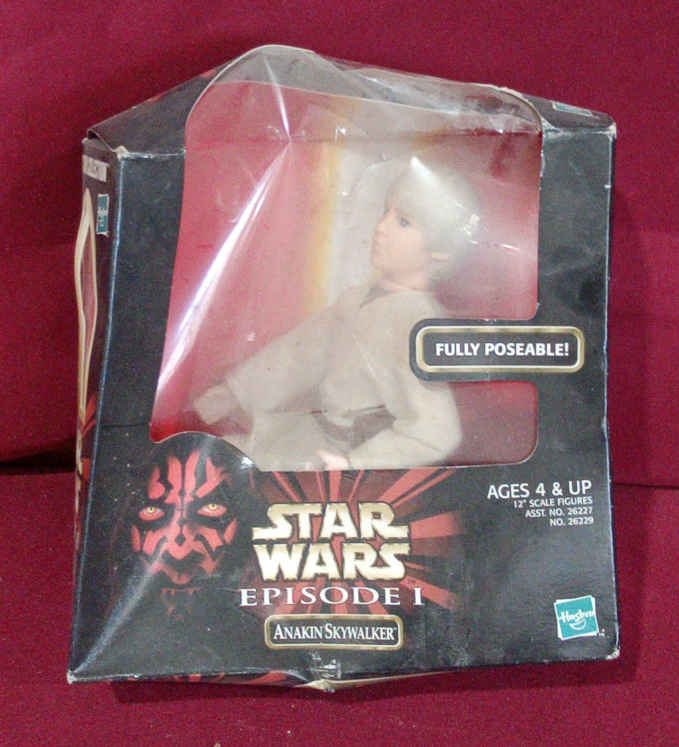 FULLY POSEABLE!
AGES 4 & UP
12" SCALE FIGURES
ASST. NO. 26227
NO. 26229
STAR
WARS
EPISODE I
ANAKIN SKYWALKER
Hasbro